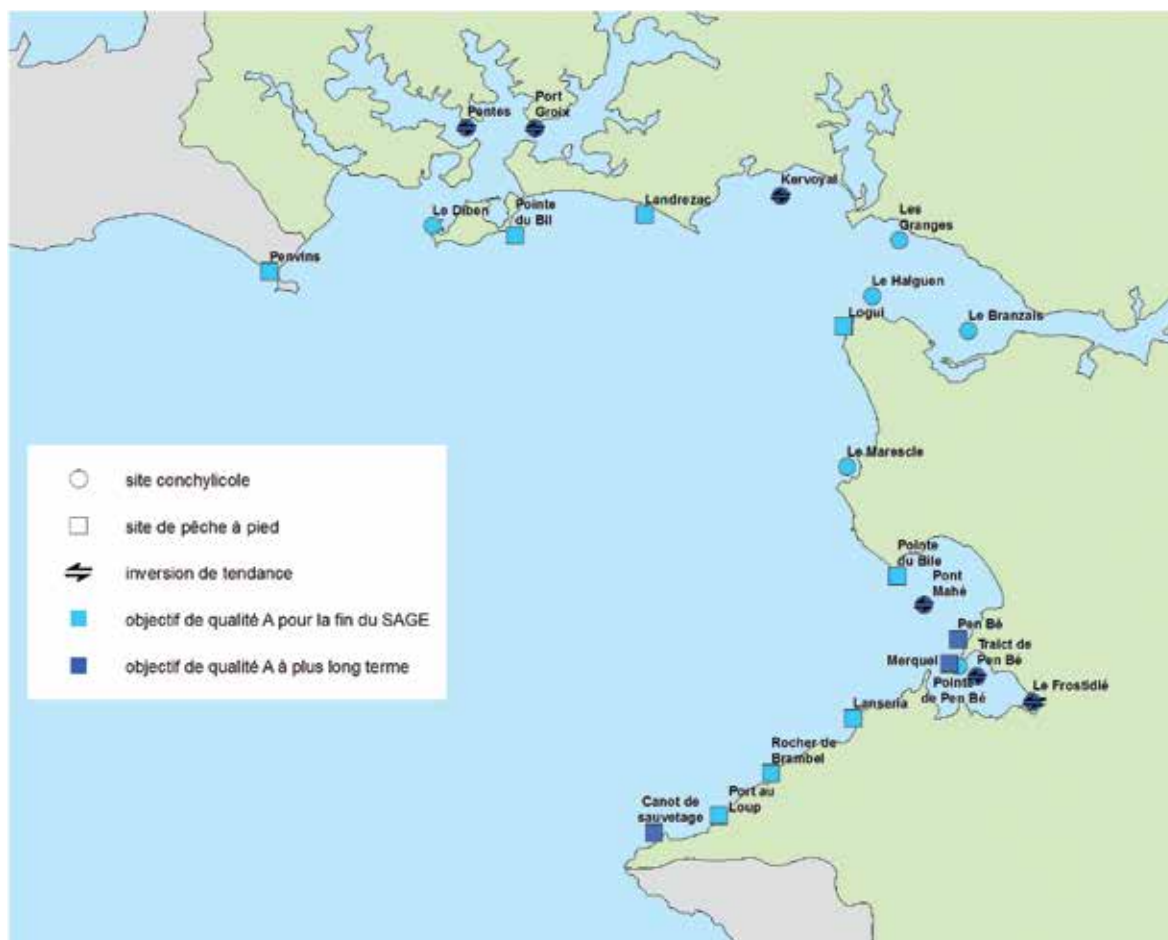 Pentes
Port
Groix
Kervoyal
Landrezac
Les
Granges
Le Diben
Pointe
du Bil
Penvins
Le Halguen
Logui
Le Branzais
Le Marescle
site conchylicole
site de pêche à pied
inversion de tendance
objectif de qualité A pour la fin du SAGE
objectif de qualité A à plus long terme
Pointe
du Bile
Pont
Mahé
Pen Bé
Traict de
Pen Bé
Merquel
Pointe
de Pen Bé
Le Frostidié
Lanseria
Rocher de
Brambel
Port au
Loup
Canot de
sauvetage